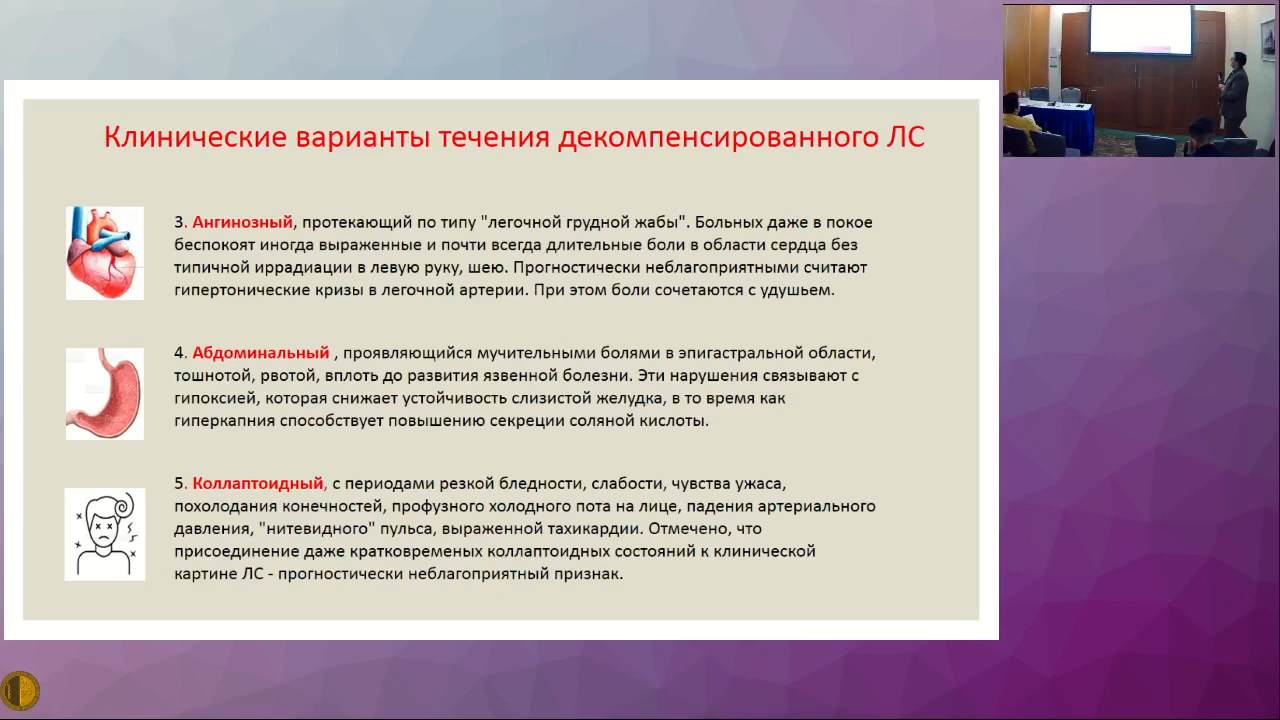 Клинические варианты течения декомпенсированного ЛС
3. Ангинозный, протекающий по типу "легочной грудной жабы". Больных даже в покое
беспокоят иногда выраженные и почти всегда длительные боли в области сердца без
типичной иррадиации в левую руку, шею. Прогностически неблагоприятными считают
гипертонические кризы в легочной артерии. При этом боли сочетаются с удушьем.
4. Абдоминальный , проявляющийся мучительными болями в эпигастральной области,
тошнотой, рвотой, вплоть до развития язвенной болезни. Эти нарушения связывают с
гипоксией, которая снижает устойчивость слизистой желудка, в то время как
гиперкапния способствует повышению секреции соляной кислоты.
5. Коллаптоидный, с периодами резкой бледности, слабости, чувства ужаса,
похолодания конечностей, профузного холодного пота на лице, падения артериального
давления, "нитевидного" пульса, выраженной тахикардии. Отмечено, что
присоединение даже кратковременых коллаптоидных состояний к клинической
картине ЛС - прогностически неблагоприятный признак.